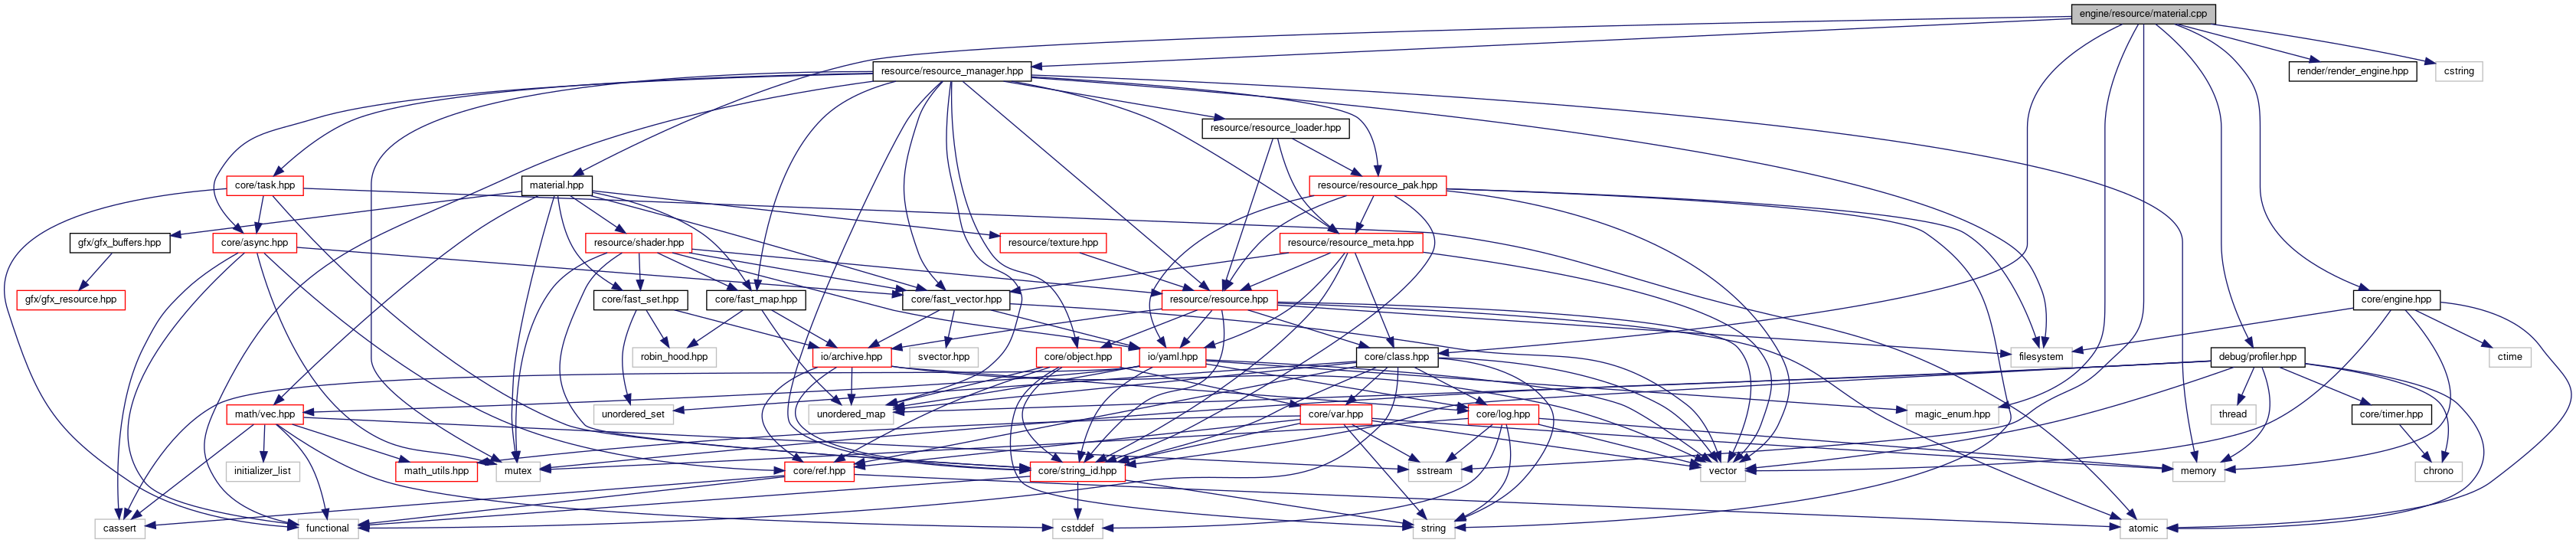 engine/resource/material.cpp
resource/resource_manager.hpp
render/render_engine.hpp
cstring
resource/resource_loader.hpp
core/task.hpp
material.hpp
resource/resource_pak.hpp
gfx/gfx_buffers.hpp
core/async.hpp
resource/shader.hpp
resource/texture.hpp
resource/resource_meta.hpp
gfx/gfx_resource.hpp
core/fast_set.hpp
core/fast_map.hpp
core/fast_vector.hpp
resource/resource.hpp
core/engine.hpp
robin_hood.hpp
io/archive.hpp
svector.hpp
core/object.hpp
io/yaml.hpp
core/class.hpp
filesystem
debug/profiler.hpp
ctime
math/vec.hpp
unordered_set
unordered_map
core/var.hpp
core/log.hpp
magic_enum.hpp
thread
core/timer.hpp
initializer_list
math_utils.hpp
mutex
core/ref.hpp
core/string_id.hpp
sstream
vector
memory
chrono
cassert
functional
cstddef
string
atomic